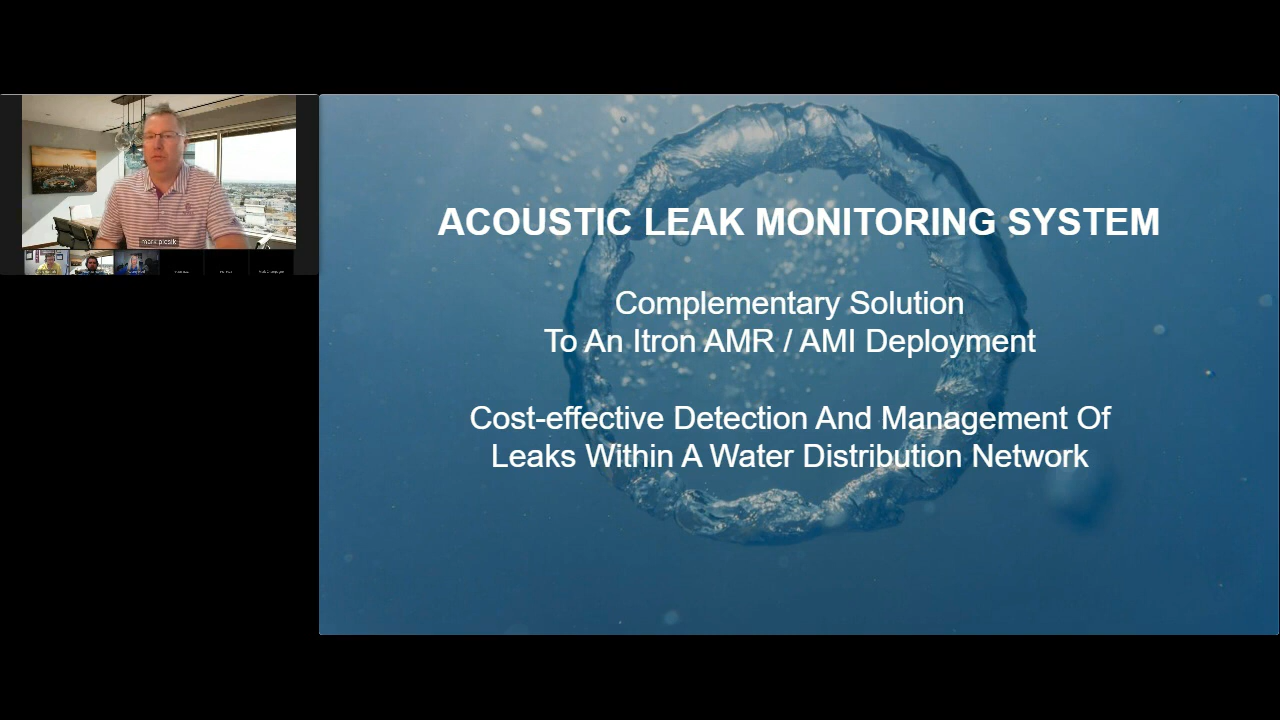 ACOUSTIC LEAK MONITORING SYSTEM
Complementary Solution
To An Itron AMR / AMI Deployment
Cost-effective Detection And Management Of
Leaks Within A Water Distribution Network